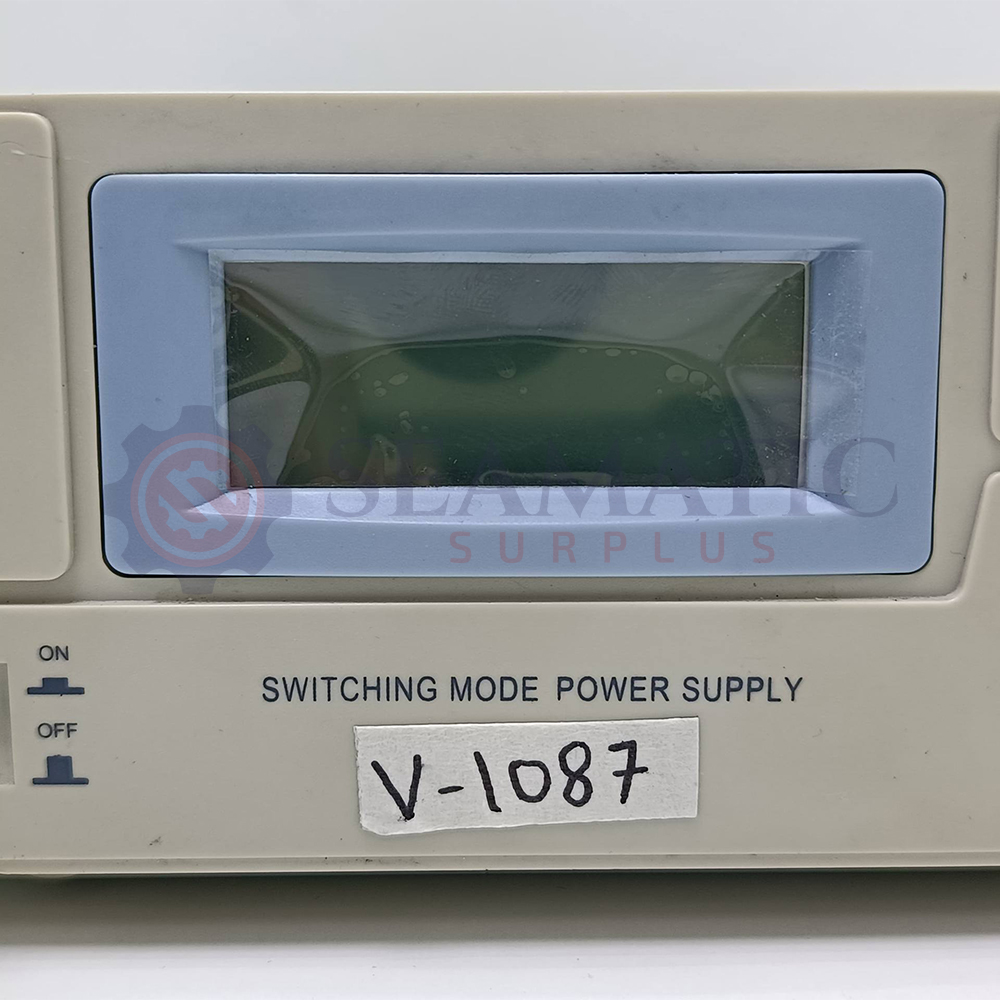 SEAMATIC
SURPLUS
ON
OFF
SWITCHING MODE POWER SUPPLY
V-1087